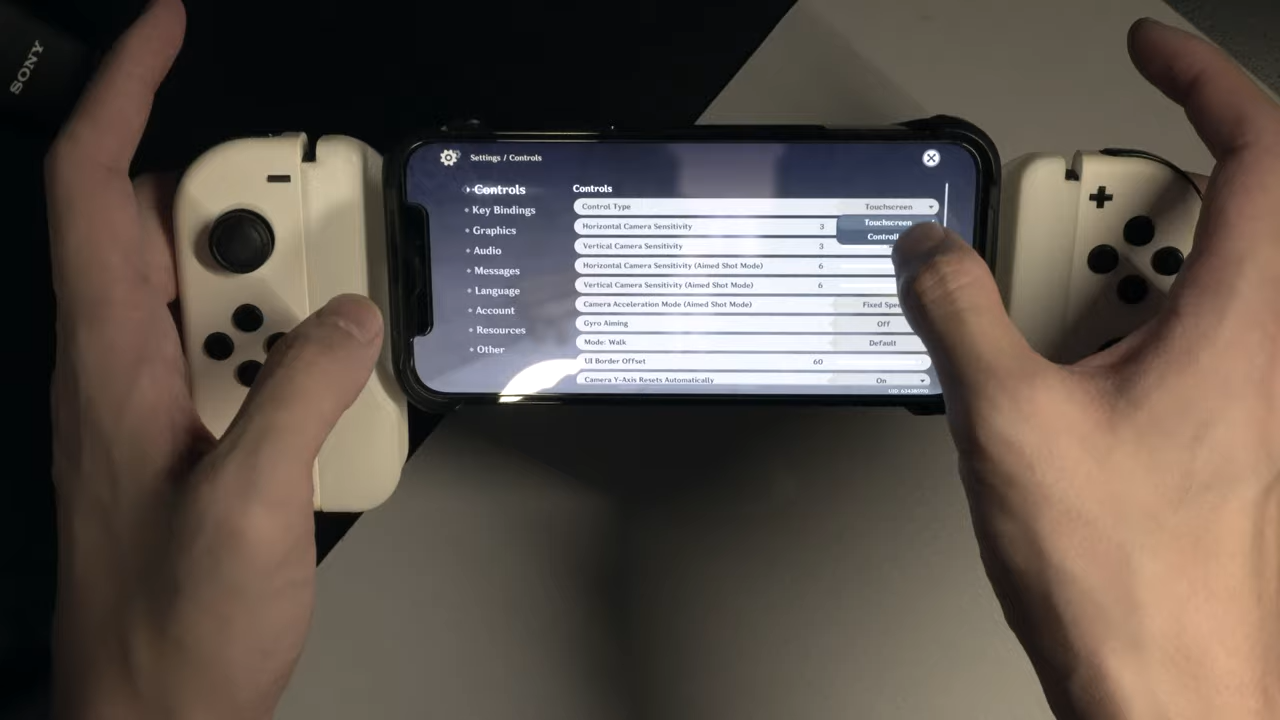 SONY
Settings / Controls
Controls
Key Bindings
Graphics
Audio
Messages
Language
Account
Resources
Other
Controls
Control Type Touchscreen
Touchscreen
Horizontal Camera Sensitivity 3
Vertical Camera Sensitivity 3
Horizontal Camera Sensitivity (Aimed Shot Mode) 6
Vertical Camera Sensitivity (Aimed Shot Mode) 6
Camera Acceleration Mode (Aimed Shot Mode) Fixed
Gyro Aiming Off
Mode: Walk Default
UI Border Offset 60
Camera Y-Axis Resets Automatically On